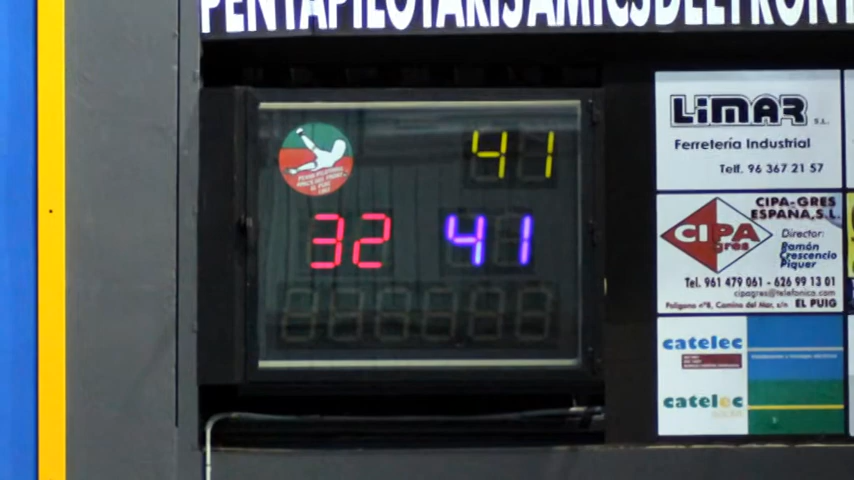 PENTAPILOTARISAMICSDELFRONT
41
32 41
LiMAR S.L.
Ferretería Industrial
Telf. 96 367 21 57
CIPA-GRES
ESPAÑA, S.L.
CIPA
gres
Director:
Ramón
Crescencio
Piquer
Tel. 961 479 061 - 626 99 13 01
cipagres@telefonica.com
Polígono nº8, Camino del Mar, s/n EL PUIG
catelec
catelec